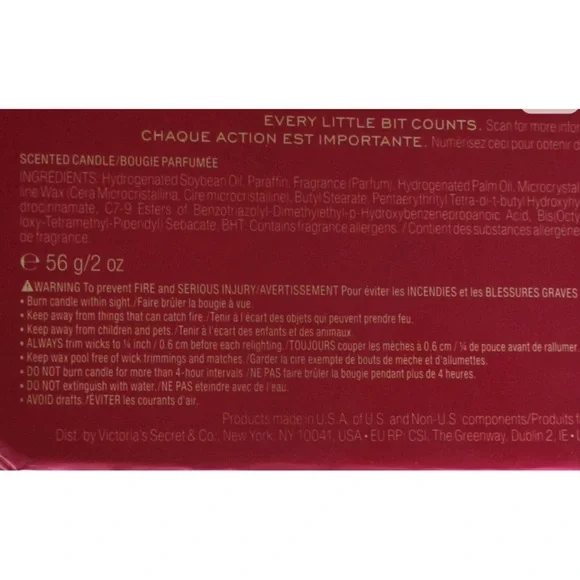 EVERY LITTLE BIT COUNTS. Scan for more infor
CHAQUE ACTION EST IMPORTANTE. Numérisez ceci pour obtenir d
SCENTED CANDLE/BOUGIE PARFUMÉE
INGREDIENTS: Hydrogenated Soybean Oil, Paraffin, Fragrance (Parfum), Hydrogenated Palm Oil, Microcrystal
line Wax (Cera Microcristallina, Cire microcristalline), Butyl Stearate, Pentaerythrityl Tetra-di-t-butyl Hydroxyhy
drocinnamate, C7-9 Esters of Benzotriazolyl-Dimethylethyl-p-Hydroxybenzenepropanoic Acid, Bis(Octy
loxy-Tetramethyl-Piperidyl) Sebacate, BHT. Contains fragrance allergens. / Contient des substances allergène
de fragrance.
℮ 56 g/2 oz
⚠WARNING To prevent FIRE and SERIOUS INJURY/AVERTISSEMENT Pour éviter les INCENDIES et les BLESSURES GRAVES
• Burn candle within sight./Faire brûler la bougie à vue.
• Keep away from things that can catch fire./Tenir à l'écart des objets qui peuvent prendre feu.
• Keep away from children and pets./Tenir à l'écart des enfants et des animaux.
• ALWAYS trim wicks to ¼ inch / 0.6 cm before each relighting./TOUJOURS couper les mèches à 0.6 cm / ¼ de pouce avant de rallumer.
• Keep wax pool free of wick trimmings and matches./Garder la cire exempte de bouts de mèche et d'allumettes.
• DO NOT burn candle for more than 4-hour intervals./NE PAS faire brûler la bougie pendant plus de 4 heures.
• DO NOT extinguish with water./NE PAS éteindre avec de l'eau.
• AVOID drafts./ÉVITER les courants d'air.
Products made in U.S.A. of U.S. and Non-U.S. components/Produits f
Dist. by Victoria's Secret & Co., New York, NY 10041, USA • EU RP: CSI, The Greenway, Dublin 2, IE •